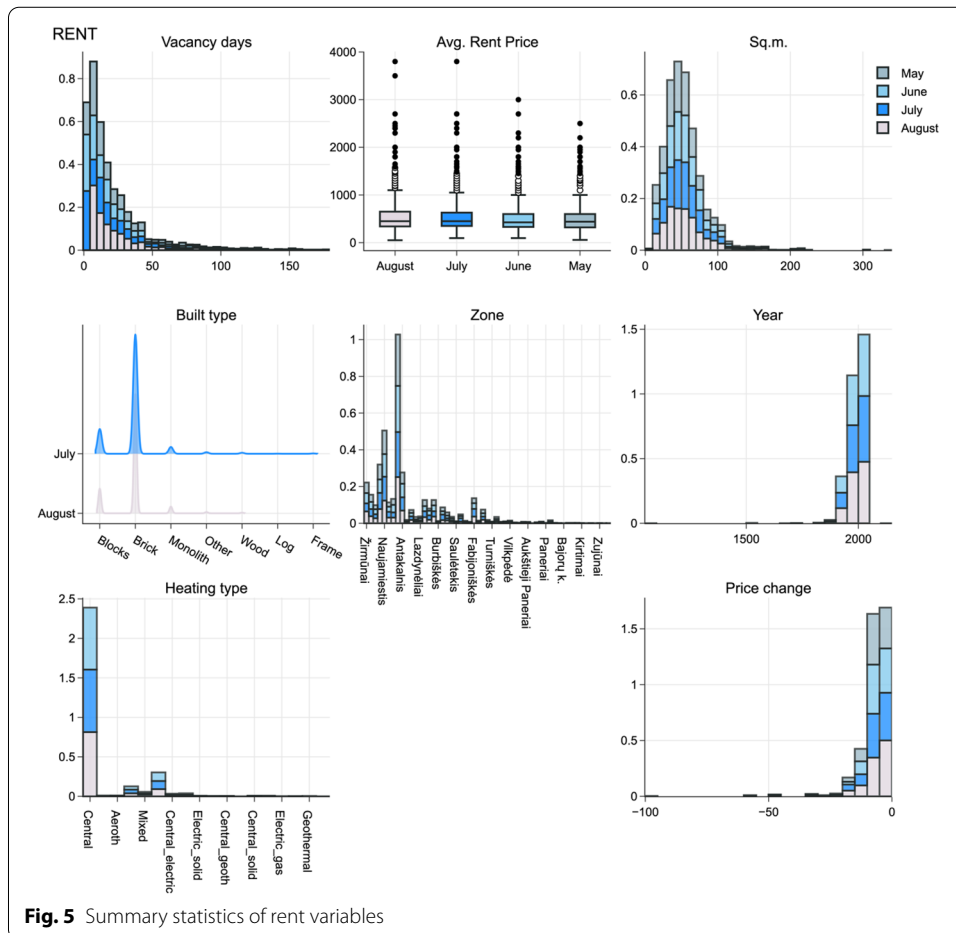 RENT
Vacancy days
0.8
0.6
0.4
0.2
0
0
50
100
150
Avg. Rent Price
4000
3000
2000
1000
0
August
July
June
May
Sq.m.
0.6
0.4
0.2
0
0
100
200
300
May
June
July
August
Built type
July
August
Blocks
Brick
Monolith
Other
Wood
Log
Frame
Zone
1
0.8
0.6
0.4
0.2
0
Žirmūnai
Naujamiestis
Antakalnis
Lazdynėliai
Burbiškės
Saulėtekis
Fabijoniškės
Turniškės
Vilkpėdė
Aukštieji Paneriai
Paneriai
Bajorų k.
Kirtimai
Zujūnai
Year
1.5
1
0.5
0
1500
2000
Heating type
2.5
2
1.5
1
0.5
0
Central
Aeroth
Mixed
Central_electric
Electric_solid
Central_geoth
Central_solid
Electric_gas
Geothermal
Price change
1.5
1
0.5
0
−100
−50
0
Fig. 5 Summary statistics of rent variables